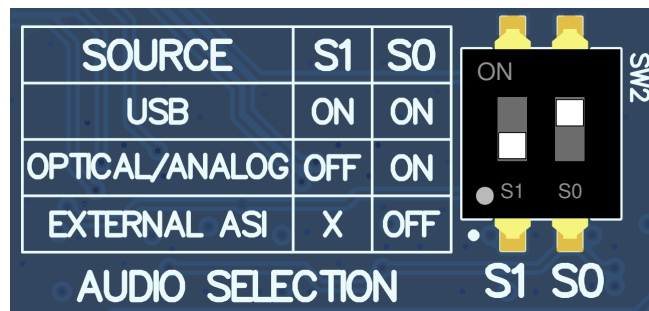 SOURCE S1 S0
USB ON ON
OPTICAL/ANALOG OFF ON
EXTERNAL ASI X OFF
AUDIO SELECTION
ON
S1 S0
SW2
S1 S0